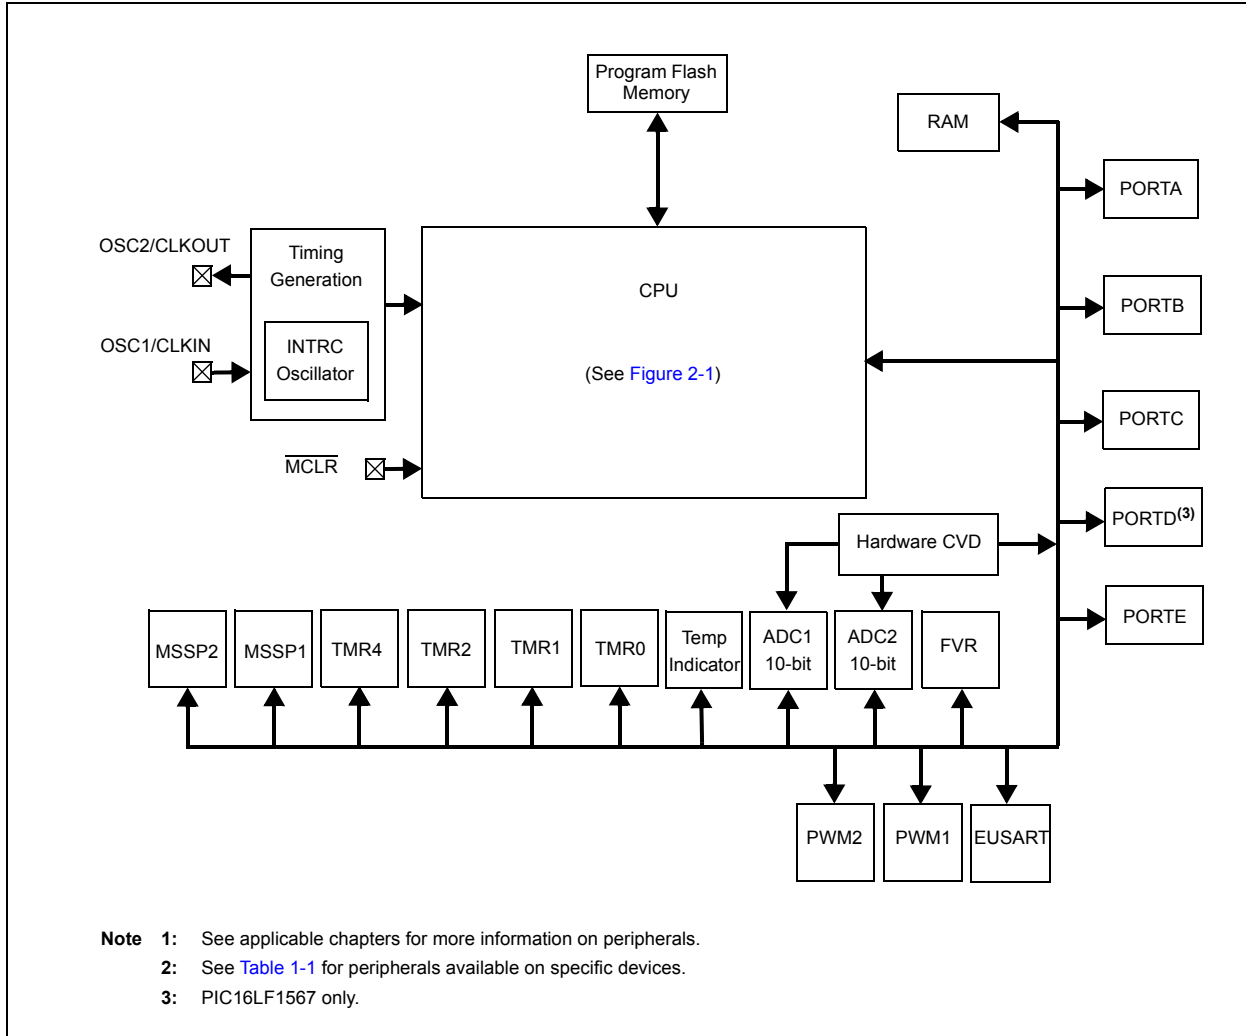 Program Flash
Memory
RAM
PORTA
OSC2/CLKOUT
Timing
Generation
CPU
PORTB
OSC1/CLKIN
INTRC
Oscillator
(See Figure 2-1)
PORTC
MCLR
PORTD(3)
Hardware CVD
PORTE
MSSP2
MSSP1
TMR4
TMR2
TMR1
TMR0
Temp
Indicator
ADC1
10-bit
ADC2
10-bit
FVR
PWM2
PWM1
EUSART
Note 1: See applicable chapters for more information on peripherals.
2: See Table 1-1 for peripherals available on specific devices.
3: PIC16LF1567 only.